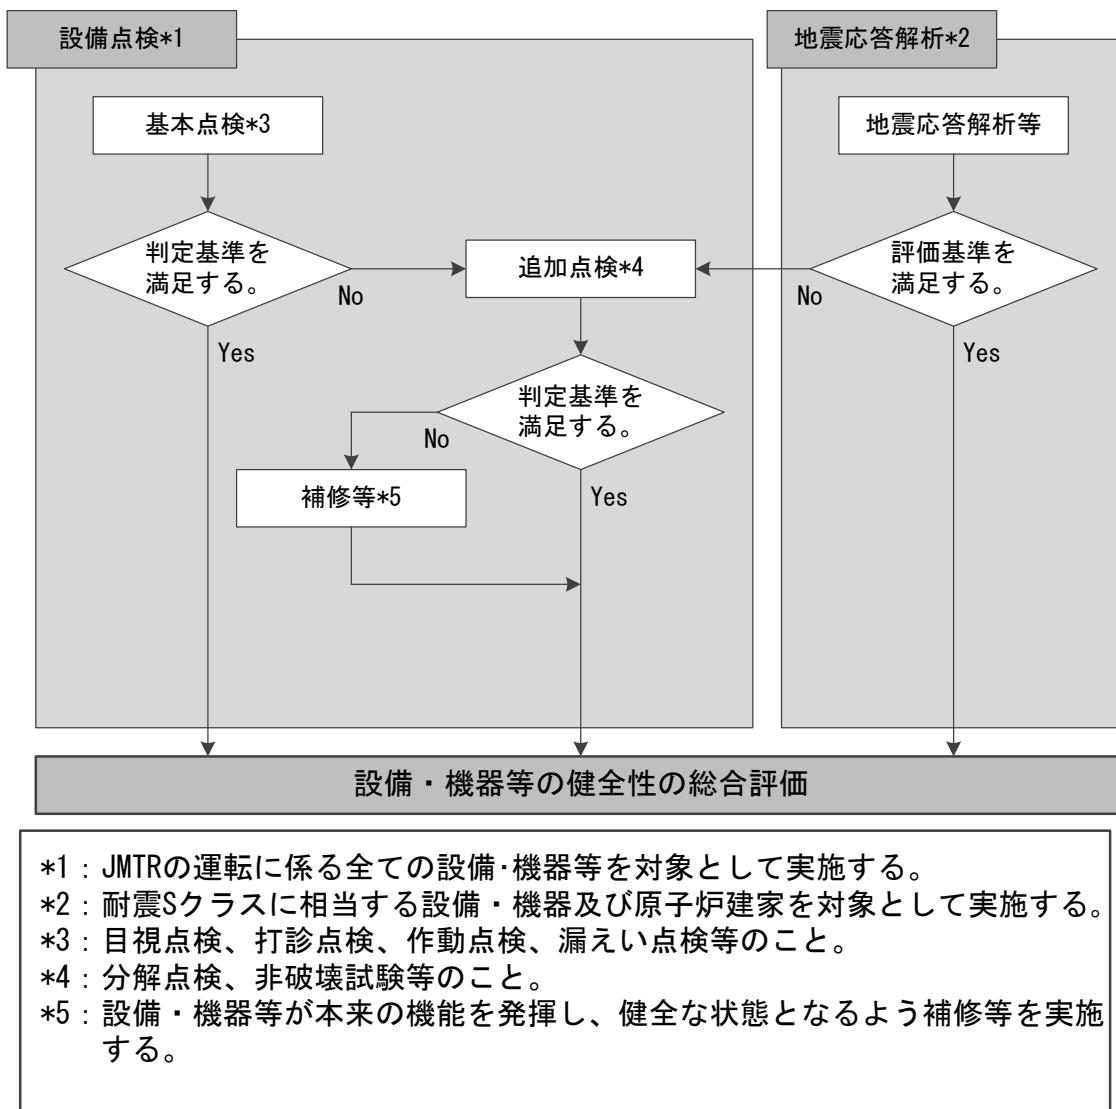 設備点検*1
地震応答解析*2
基本点検*3
地震応答解析等
判定基準を
満足する。
追加点検*4
評価基準を
満足する。
No
No
Yes
Yes
判定基準を
満足する。
No
補修等*5
Yes
設備・機器等の健全性の総合評価
*1：JMTRの運転に係る全ての設備･機器等を対象として実施する。
*2：耐震Sクラスに相当する設備・機器及び原子炉建家を対象として実施する。
*3：目視点検、打診点検、作動点検、漏えい点検等のこと。
*4：分解点検、非破壊試験等のこと。
*5：設備・機器等が本来の機能を発揮し、健全な状態となるよう補修等を実施
する。